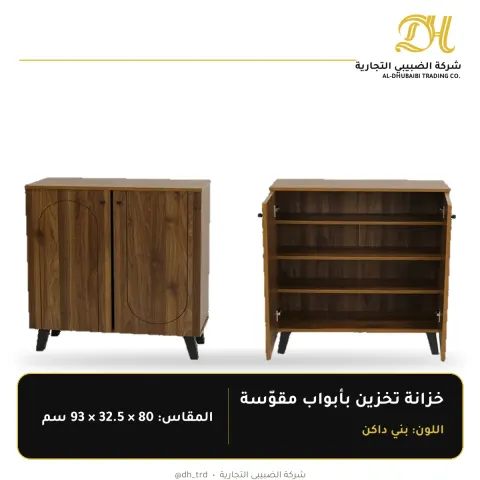 DH
شركة الضبيبي التجارية
AL-DHUBAIBI TRADING CO.
خزانة تخزين بأبواب مقوّسة
اللون: بني داكن
المقاس: 80 × 32.5 × 93 سم
شركة الضبيبي التجارية • @dh_trd